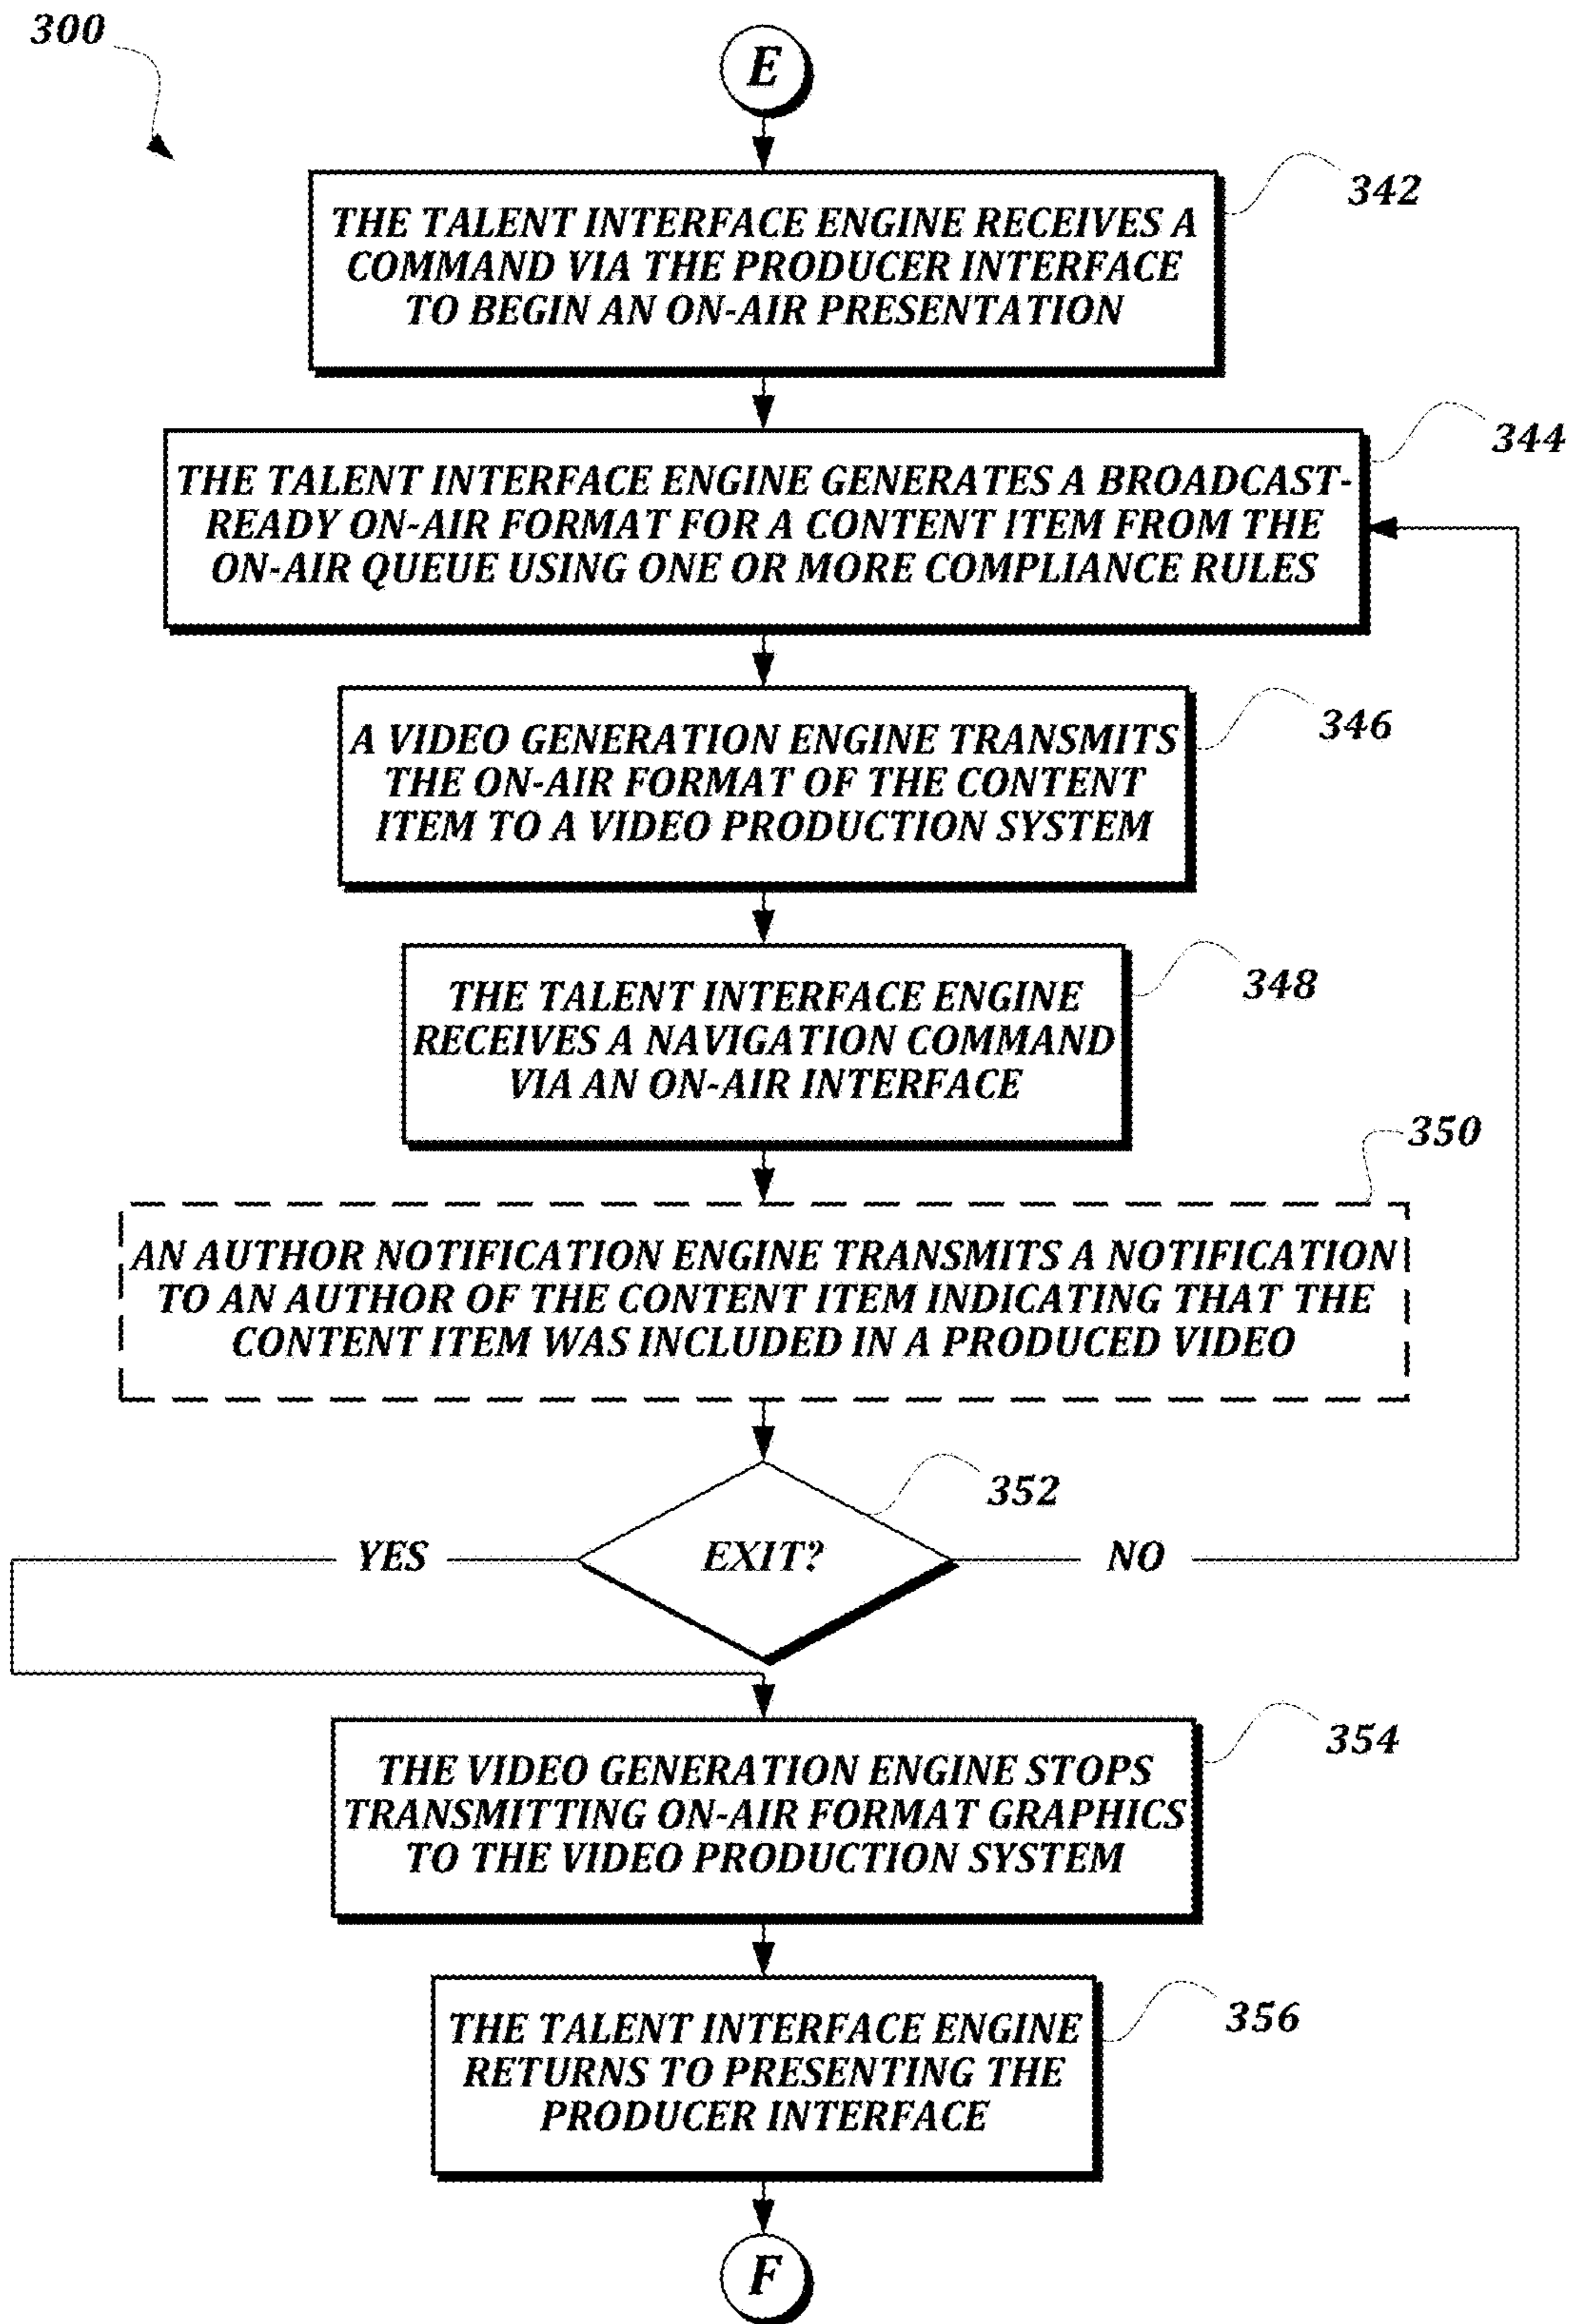 300
E
342
THE TALENT INTERFACE ENGINE RECEIVES A
COMMAND VIA THE PRODUCER INTERFACE
TO BEGIN AN ON-AIR PRESENTATION
344
THE TALENT INTERFACE ENGINE GENERATES A BROADCAST-
READY ON-AIR FORMAT FOR A CONTENT ITEM FROM THE
ON-AIR QUEUE USING ONE OR MORE COMPLIANCE RULES
346
A VIDEO GENERATION ENGINE TRANSMITS
THE ON-AIR FORMAT OF THE CONTENT
ITEM TO A VIDEO PRODUCTION SYSTEM
348
THE TALENT INTERFACE ENGINE
RECEIVES A NAVIGATION COMMAND
VIA AN ON-AIR INTERFACE
350
AN AUTHOR NOTIFICATION ENGINE TRANSMITS A NOTIFICATION
TO AN AUTHOR OF THE CONTENT ITEM INDICATING THAT THE
CONTENT ITEM WAS INCLUDED IN A PRODUCED VIDEO
352
YES
EXIT?
NO
354
THE VIDEO GENERATION ENGINE STOPS
TRANSMITTING ON-AIR FORMAT GRAPHICS
TO THE VIDEO PRODUCTION SYSTEM
356
THE TALENT INTERFACE ENGINE
RETURNS TO PRESENTING THE
PRODUCER INTERFACE
F